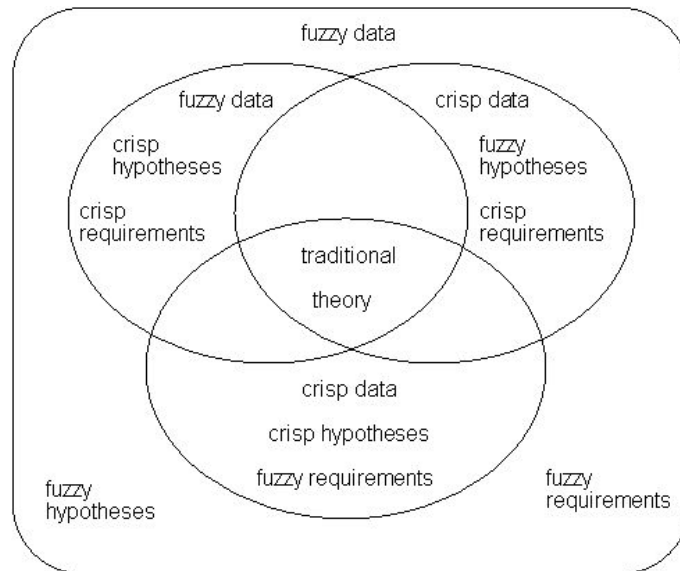 fuzzy data
fuzzy data
crisp
hypotheses
crisp
requirements
crisp data
fuzzy
hypotheses
crisp
requirements
traditional
theory
crisp data
crisp hypotheses
fuzzy requirements
fuzzy
hypotheses
fuzzy
requirements